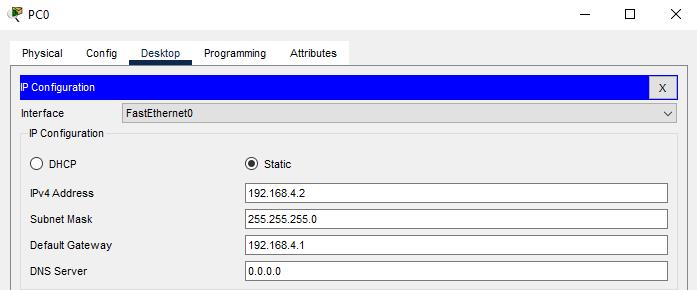 PC0
Physical Config Desktop Programming Attributes
IP Configuration X
Interface FastEthernet0
IP Configuration
DHCP Static
IPv4 Address 192.168.4.2
Subnet Mask 255.255.255.0
Default Gateway 192.168.4.1
DNS Server 0.0.0.0